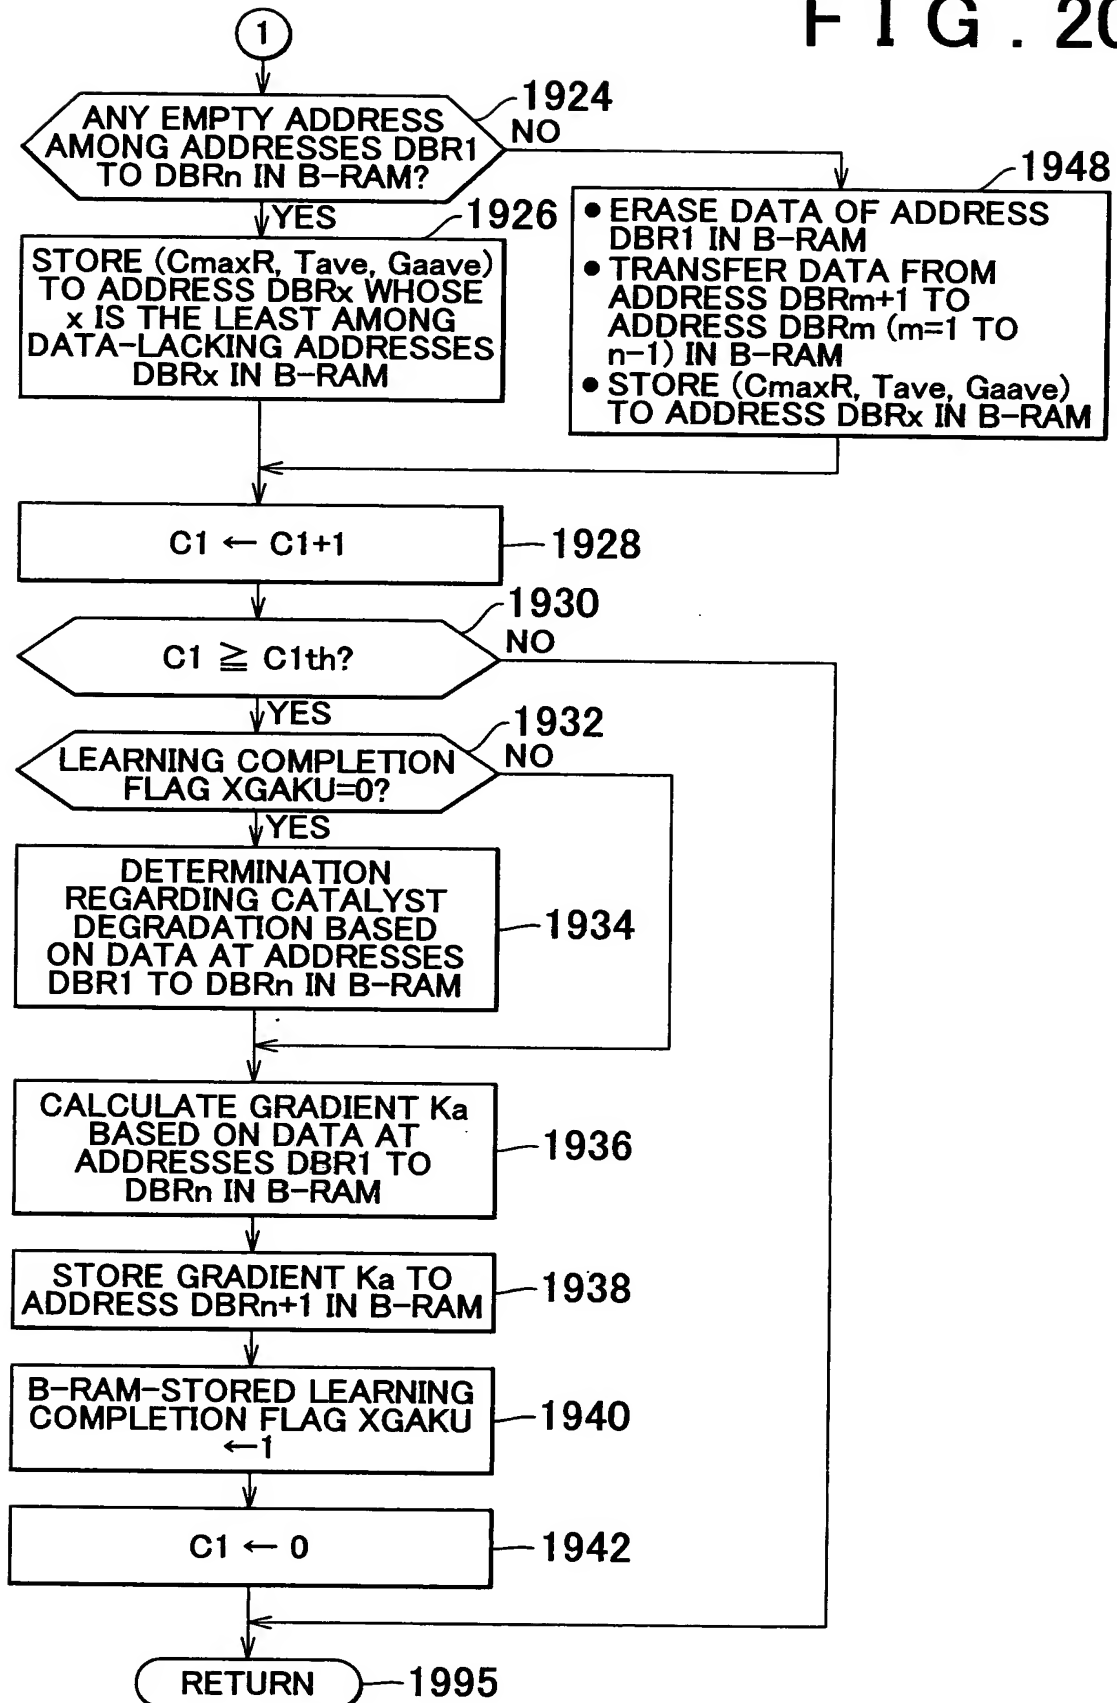 FIG. 20
1
1924
ANY EMPTY ADDRESS
AMONG ADDRESSES DBR1
TO DBRn IN B-RAM?
NO
YES
1926
STORE (CmaxR, Tave, Gaave)
TO ADDRESS DBRx WHOSE
x IS THE LEAST AMONG
DATA-LACKING ADDRESSES
DBRx IN B-RAM
1948
• ERASE DATA OF ADDRESS
DBR1 IN B-RAM
• TRANSFER DATA FROM
ADDRESS DBRm+1 TO
ADDRESS DBRm (m=1 TO
n-1) IN B-RAM
• STORE (CmaxR, Tave, Gaave)
TO ADDRESS DBRx IN B-RAM
C1 ← C1+1
1928
1930
C1 ≧ C1th?
NO
YES
1932
LEARNING COMPLETION
FLAG XGAKU=0?
NO
YES
DETERMINATION
REGARDING CATALYST
DEGRADATION BASED
ON DATA AT ADDRESSES
DBR1 TO DBRn IN B-RAM
1934
CALCULATE GRADIENT Ka
BASED ON DATA AT
ADDRESSES DBR1 TO
DBRn IN B-RAM
1936
STORE GRADIENT Ka TO
ADDRESS DBRn+1 IN B-RAM
1938
B-RAM-STORED LEARNING
COMPLETION FLAG XGAKU
←1
1940
C1 ← 0
1942
RETURN
1995